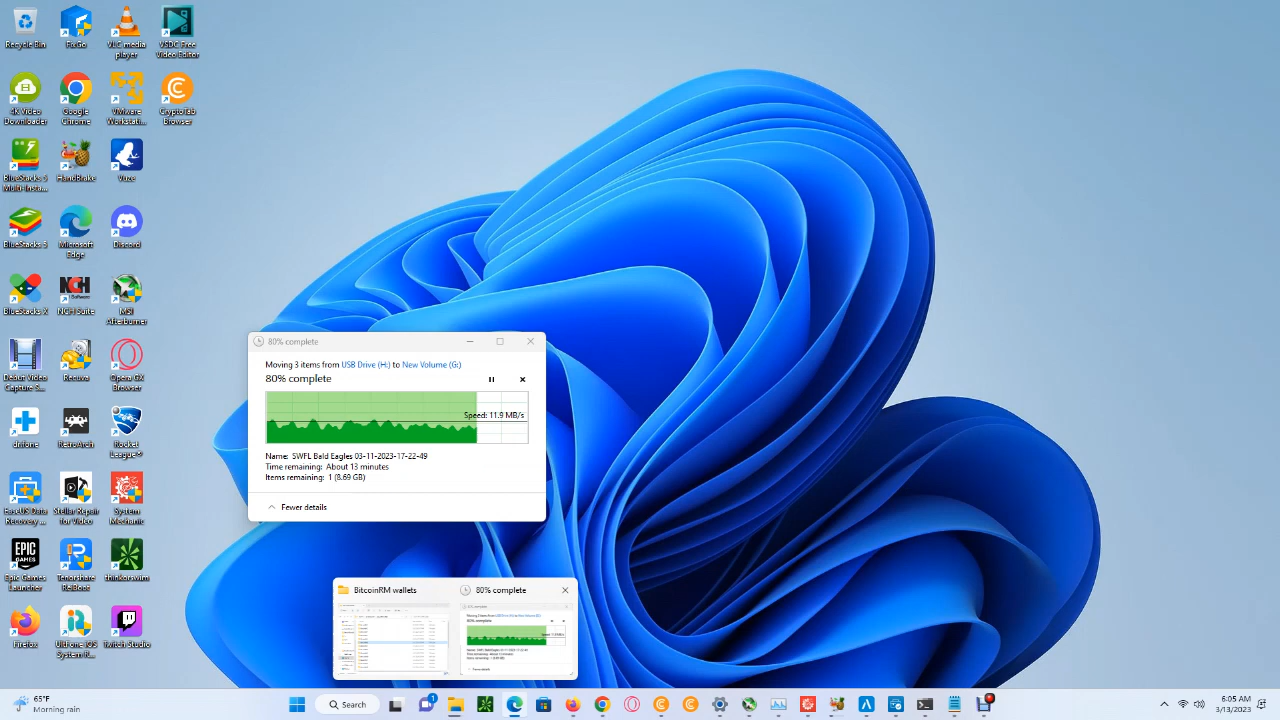 Recycle Bin
FixGo
VLC media
player
VSDC Free
Video Editor
4K Video
Downloader
Google
Chrome
VMware
Workstati...
CryptoTab
Browser
BlueStacks 5
Multi-Insta...
HandBrake
Vuze
BlueStacks 5
Microsoft
Edge
Discord
BlueStacks X
NCH Suite
MSI
Afterburner
Debut Video
Capture S...
Recuva
Opera GX
Browser
drfone
RetroArch
Rocket
League®
EaseUS Data
Recovery ...
Stellar Repair
for Video
System
Mechanic
Epic Games
Launcher
Tenorshare
ReiBoot
thinkorswim
Firefox
80% complete
Moving 3 items from USB Drive (H:) to New Volume (G:)
80% complete
Speed: 11.9 MB/s
Name: SWFL Bald Eagles 03-11-2023-17-22-49
Time remaining: About 13 minutes
Items remaining: 1 (8.69 GB)
Fewer details
BitcoinRM wallets
80% complete
65°F
Morning rain
Search
6:05 AM
3/13/2023